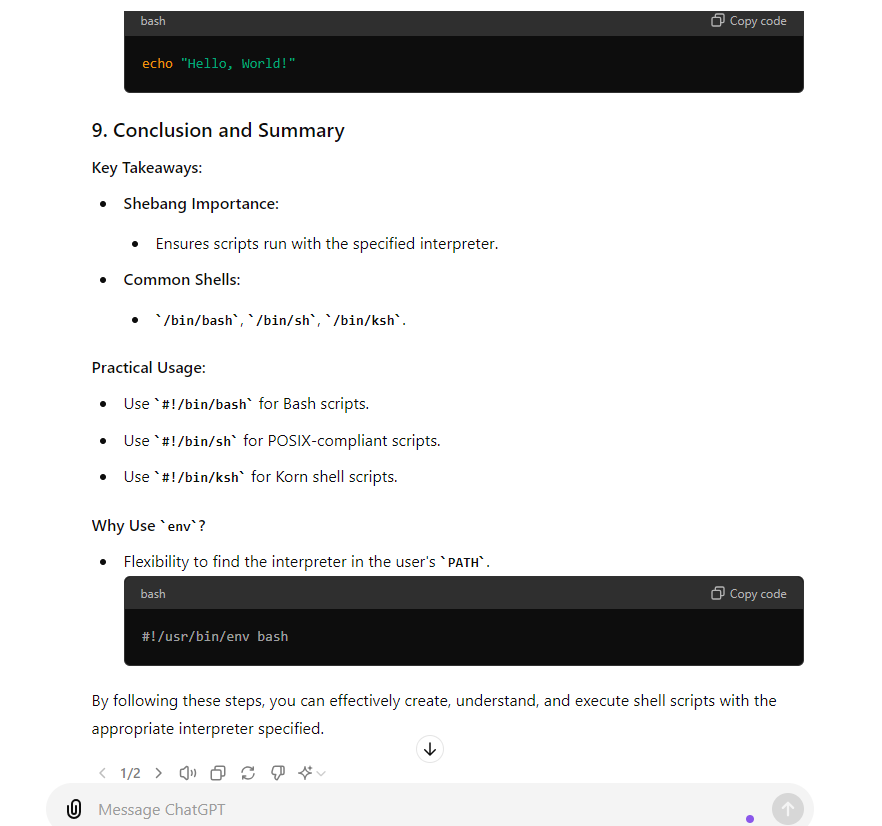 bash Copy code
echo "Hello, World!"
9. Conclusion and Summary
Key Takeaways:
• Shebang Importance:
• Ensures scripts run with the specified interpreter.
• Common Shells:
• `/bin/bash`, `/bin/sh`, `/bin/ksh`.
Practical Usage:
• Use `#!/bin/bash` for Bash scripts.
• Use `#!/bin/sh` for POSIX-compliant scripts.
• Use `#!/bin/ksh` for Korn shell scripts.
Why Use `env`?
• Flexibility to find the interpreter in the user's `PATH`.
bash Copy code
#!/usr/bin/env bash
By following these steps, you can effectively create, understand, and execute shell scripts with the
appropriate interpreter specified.
1/2
Message ChatGPT